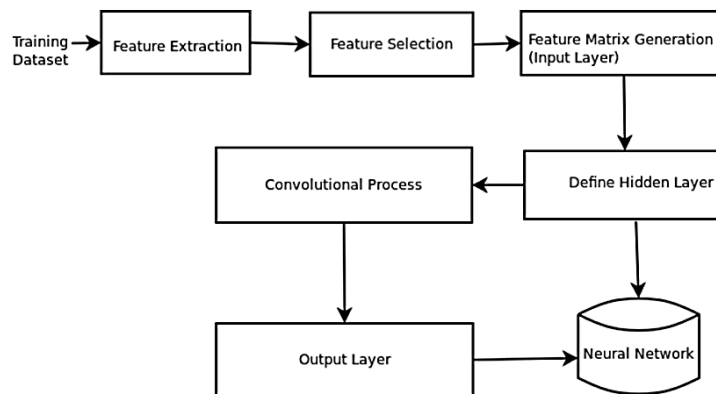 Training
Dataset
Feature Extraction
Feature Selection
Feature Matrix Generation
(Input Layer)
Convolutional Process
Define Hidden Layer
Output Layer
Neural Network